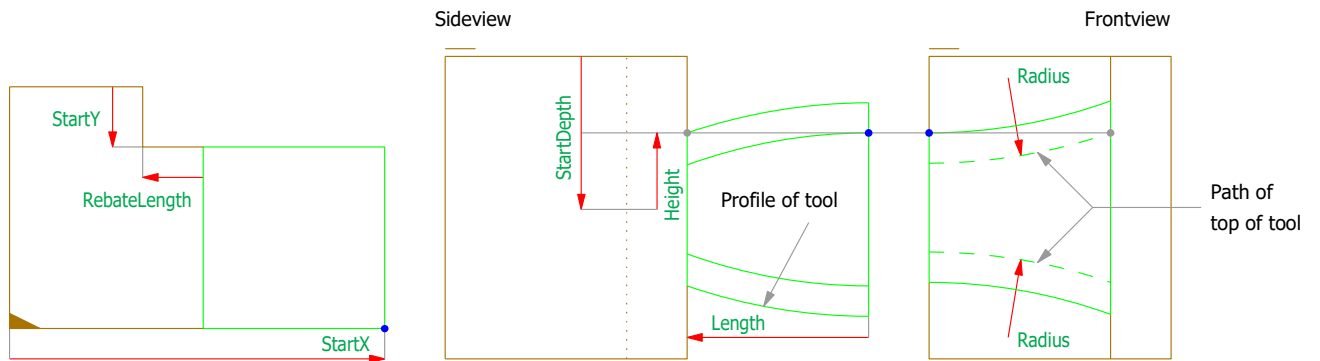 Sideview
Frontview
StartY
RebateLength
StartX
StartDepth
Height
Profile of tool
Length
Radius
Path of
top of tool
Radius